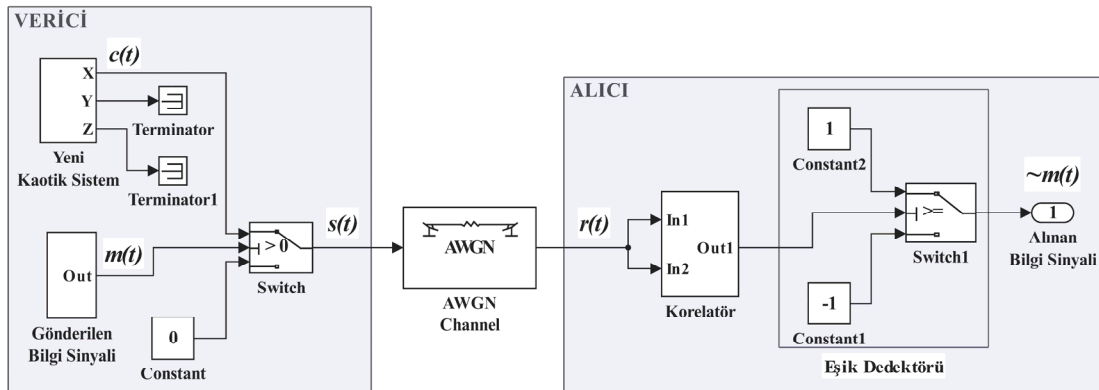 VERİCİ
c(t)
X
Y
Z
Terminator
Yeni
Kaotik Sistem
Terminator1
m(t)
Out
Gönderilen
Bilgi Sinyali
> 0
Switch
0
Constant
s(t)
AWGN
AWGN
Channel
r(t)
ALICI
In1
In2
Out1
Korelatör
1
Constant2
>=
Switch1
-1
Constant1
Eşik Dedektörü
~m(t)
1
Alınan
Bilgi Sinyali